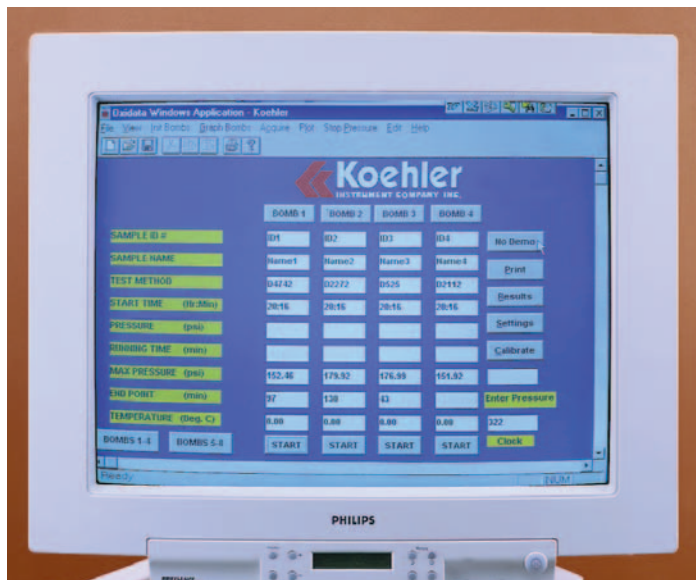 Oxidata Windows Application - Koehler
File View Init Bombs Graph Bombs Acquire Plot Stop Pressure Edit Help
Koehler
INSTRUMENT COMPANY INC.
BOMB 1 BOMB 2 BOMB 3 BOMB 4
SAMPLE ID # ID1 ID2 ID3 ID4 No Demo
SAMPLE NAME Name1 Name2 Name3 Name4 Print
TEST METHOD D4742 D2272 D525 D2112 Results
START TIME (Hr:Min) 20:16 20:16 20:16 20:16 Settings
PRESSURE (psi)
RUNNING TIME (min) Calibrate
MAX PRESSURE (psi) 152.46 179.92 176.99 151.92
END POINT (min) 97 138 43 Enter Pressure
TEMPERATURE (Deg. C) 0.00 0.00 0.00 0.00 322
BOMBS 1-4 BOMBS 5-8 START START START START Clock
Ready NUM
PHILIPS